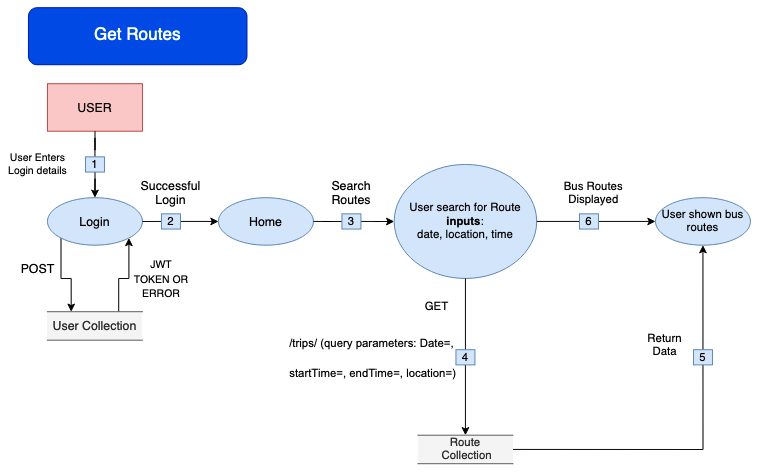 Get Routes
USER
User Enters
Login details
1
Login
Successful
Login
2
Home
Search
Routes
3
User search for Route
inputs:
date, location, time
Bus Routes
Displayed
6
User shown bus
routes
POST
JWT
TOKEN OR
ERROR
User Collection
GET
/trips/ (query parameters: Date=,
4
startTime=, endTime=, location=)
Return
Data
5
Route
Collection